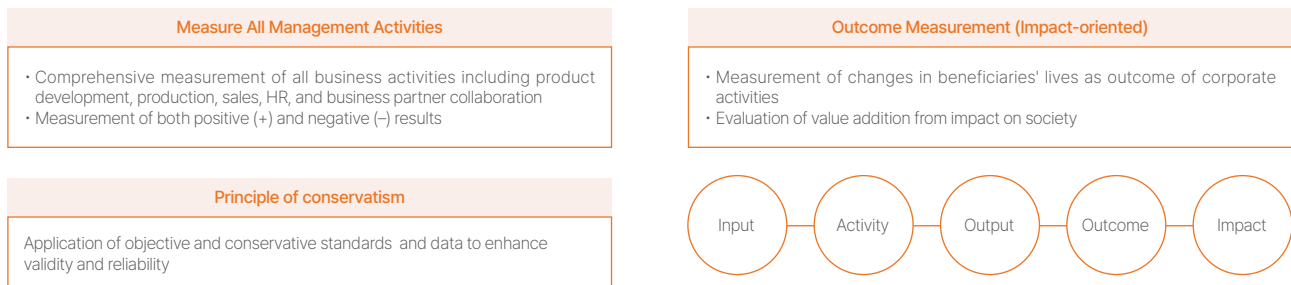 Measure All Management Activities
· Comprehensive measurement of all business activities including product
development, production, sales, HR, and business partner collaboration
· Measurement of both positive (+) and negative (–) results
Principle of conservatism
Application of objective and conservative standards and data to enhance
validity and reliability
Outcome Measurement (Impact-oriented)
· Measurement of changes in beneficiaries' lives as outcome of corporate
activities
· Evaluation of value addition from impact on society
Input
Activity
Output
Outcome
Impact